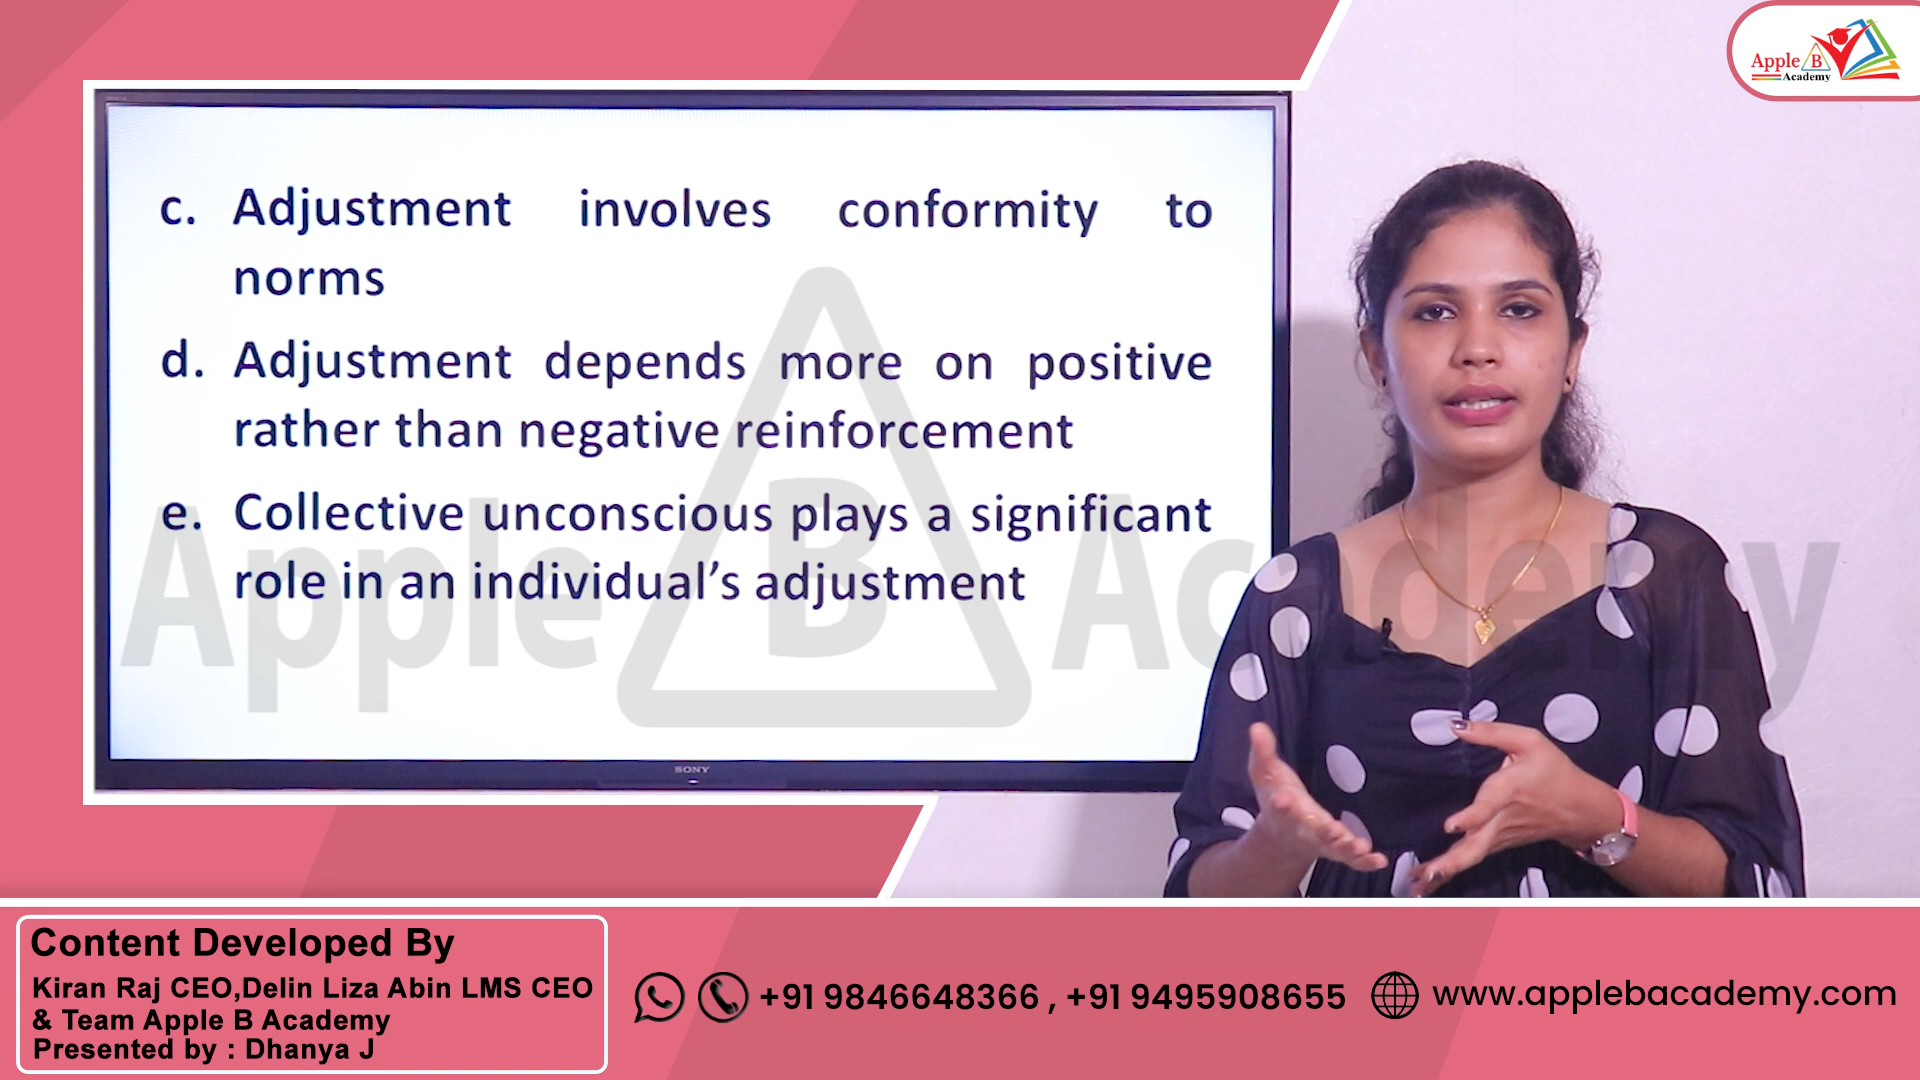 Apple B
Academy
c. Adjustment involves conformity to
norms
d. Adjustment depends more on positive
rather than negative reinforcement
e. Collective unconscious plays a significant
role in an individual’s adjustment
Apple B Academy
SONY
Content Developed By
Kiran Raj CEO,Delin Liza Abin LMS CEO
& Team Apple B Academy
Presented by : Dhanya J
+91 9846648366 , +91 9495908655
www.applebacademy.com